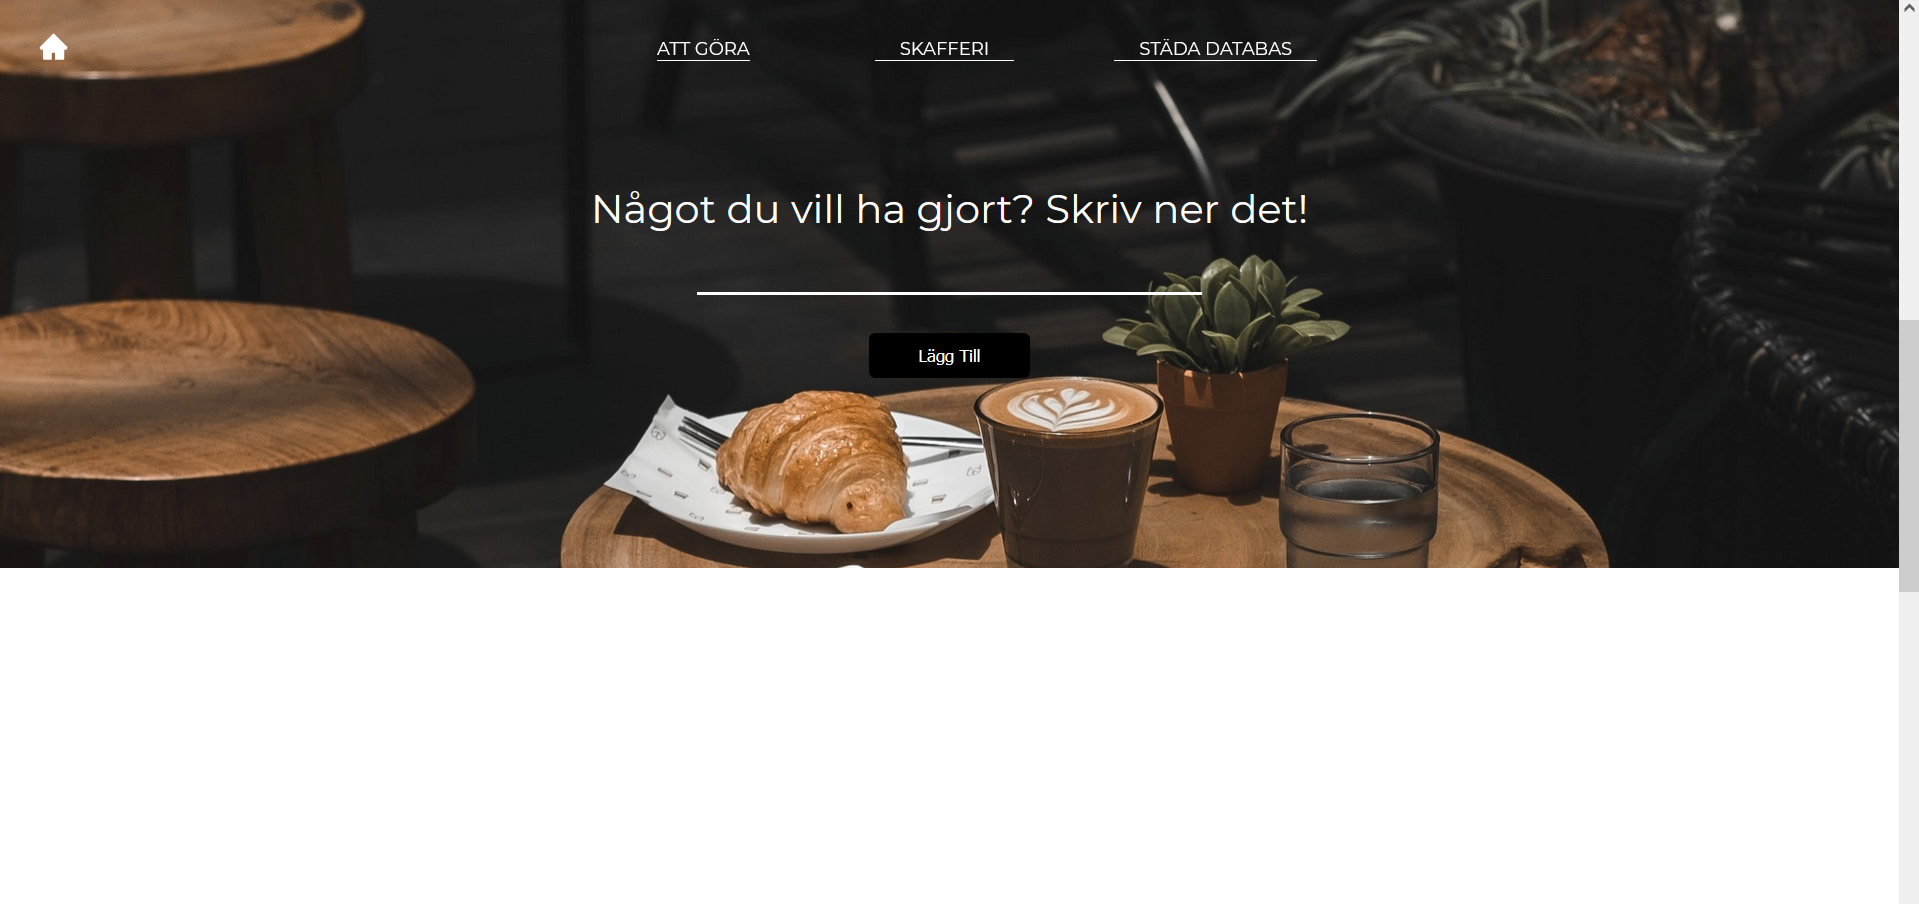 ATT GÖRA
SKAFFERI
STÄDA DATABAS
Något du vill ha gjort? Skriv ner det!
Lägg Till